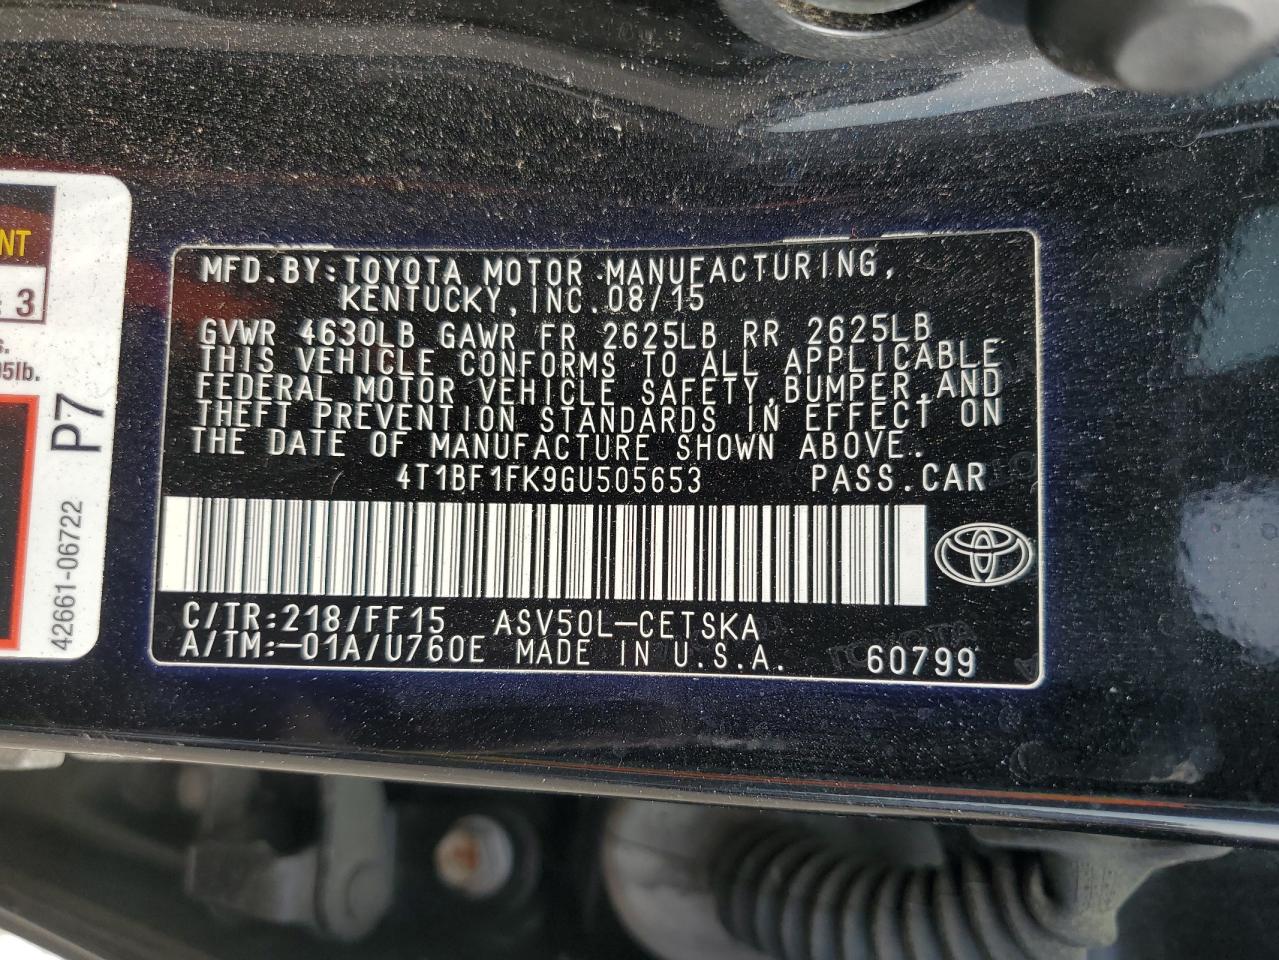 MFD.BY:TOYOTA MOTOR MANUFACTURING,
KENTUCKY,INC.08/15
GVWR 4630LB GAWR FR 2625LB RR 2625LB
THIS VEHICLE CONFORMS TO ALL APPLICABLE
FEDERAL MOTOR VEHICLE SAFETY,BUMPER,AND
THEFT PREVENTION STANDARDS IN EFFECT ON
THE DATE OF MANUFACTURE SHOWN ABOVE.
4T1BF1FK9GU505653 PASS.CAR
C/TR:218/FF15 ASV50L-CETSKA
A/TM:-01A/U760E MADE IN U.S.A. 60799
3
P7
42661-06722